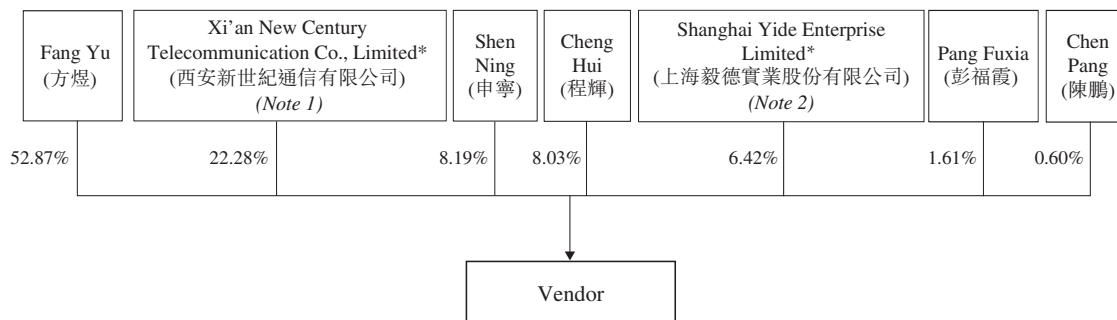 Fang Yu
(方煜)
Xi’an New Century
Telecommunication Co., Limited*
(西安新世紀通信有限公司)
(Note 1)
Shen
Ning
(申寧)
Cheng
Hui
(程輝)
Shanghai Yide Enterprise
Limited*
(上海毅德實業股份有限公司)
(Note 2)
Pang Fuxia
(彭福霞)
Chen
Pang
(陳鵬)
52.87%
22.28%
8.19%
8.03%
6.42%
1.61%
0.60%
Vendor